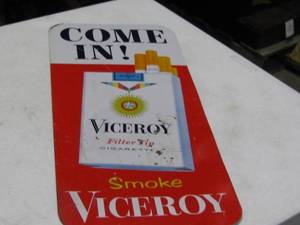 COME
IN!
VICEROY
Filter Tip
CIGARETTES
Smoke
VICEROY